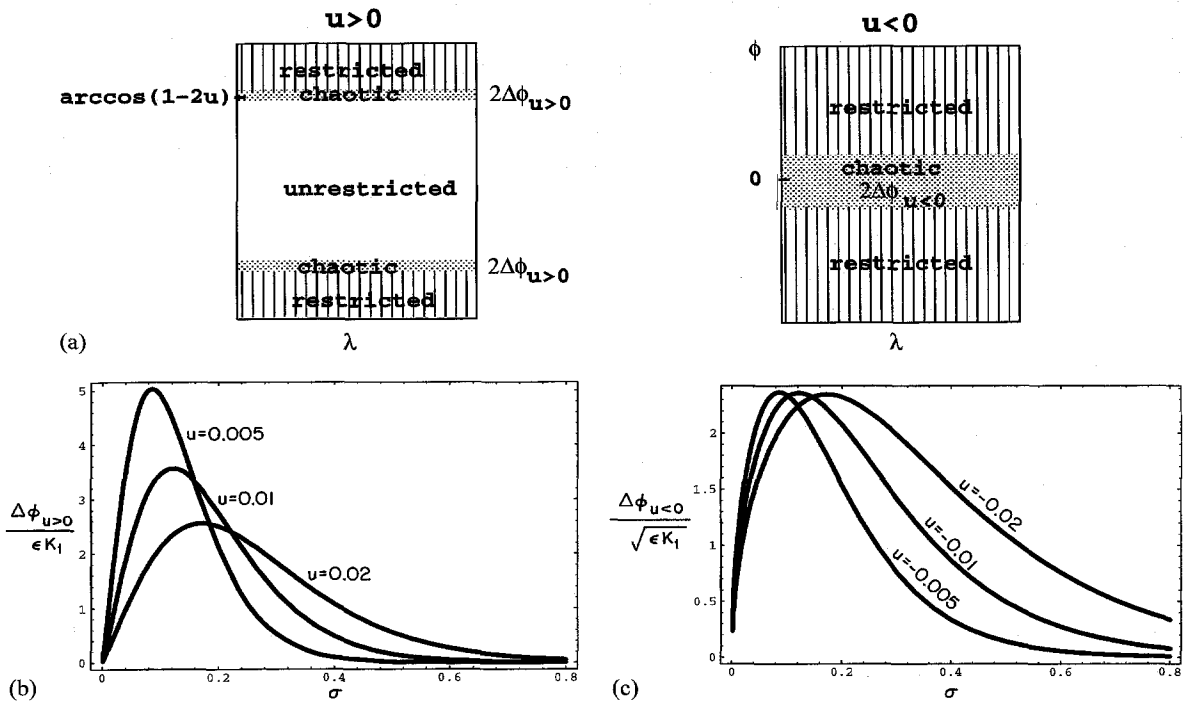 u>0
restricted
arccos(1-2u)
chaotic
2Δϕu>0
unrestricted
chaotic
2Δϕu>0
restricted
λ
(a)
u<0
ϕ
restricted
chaotic
0
2Δϕu<0
restricted
λ
5
4
3
2
1
0
Δϕu>0
ϵK1
u=0.005
u=0.01
u=0.02
0
0.2
0.4
0.6
0.8
σ
(b)
2
1.5
1
0.5
0
Δϕu<0
√ϵK1
u=-0.02
u=-0.01
u=-0.005
0
0.2
0.4
0.6
0.8
σ
(c)